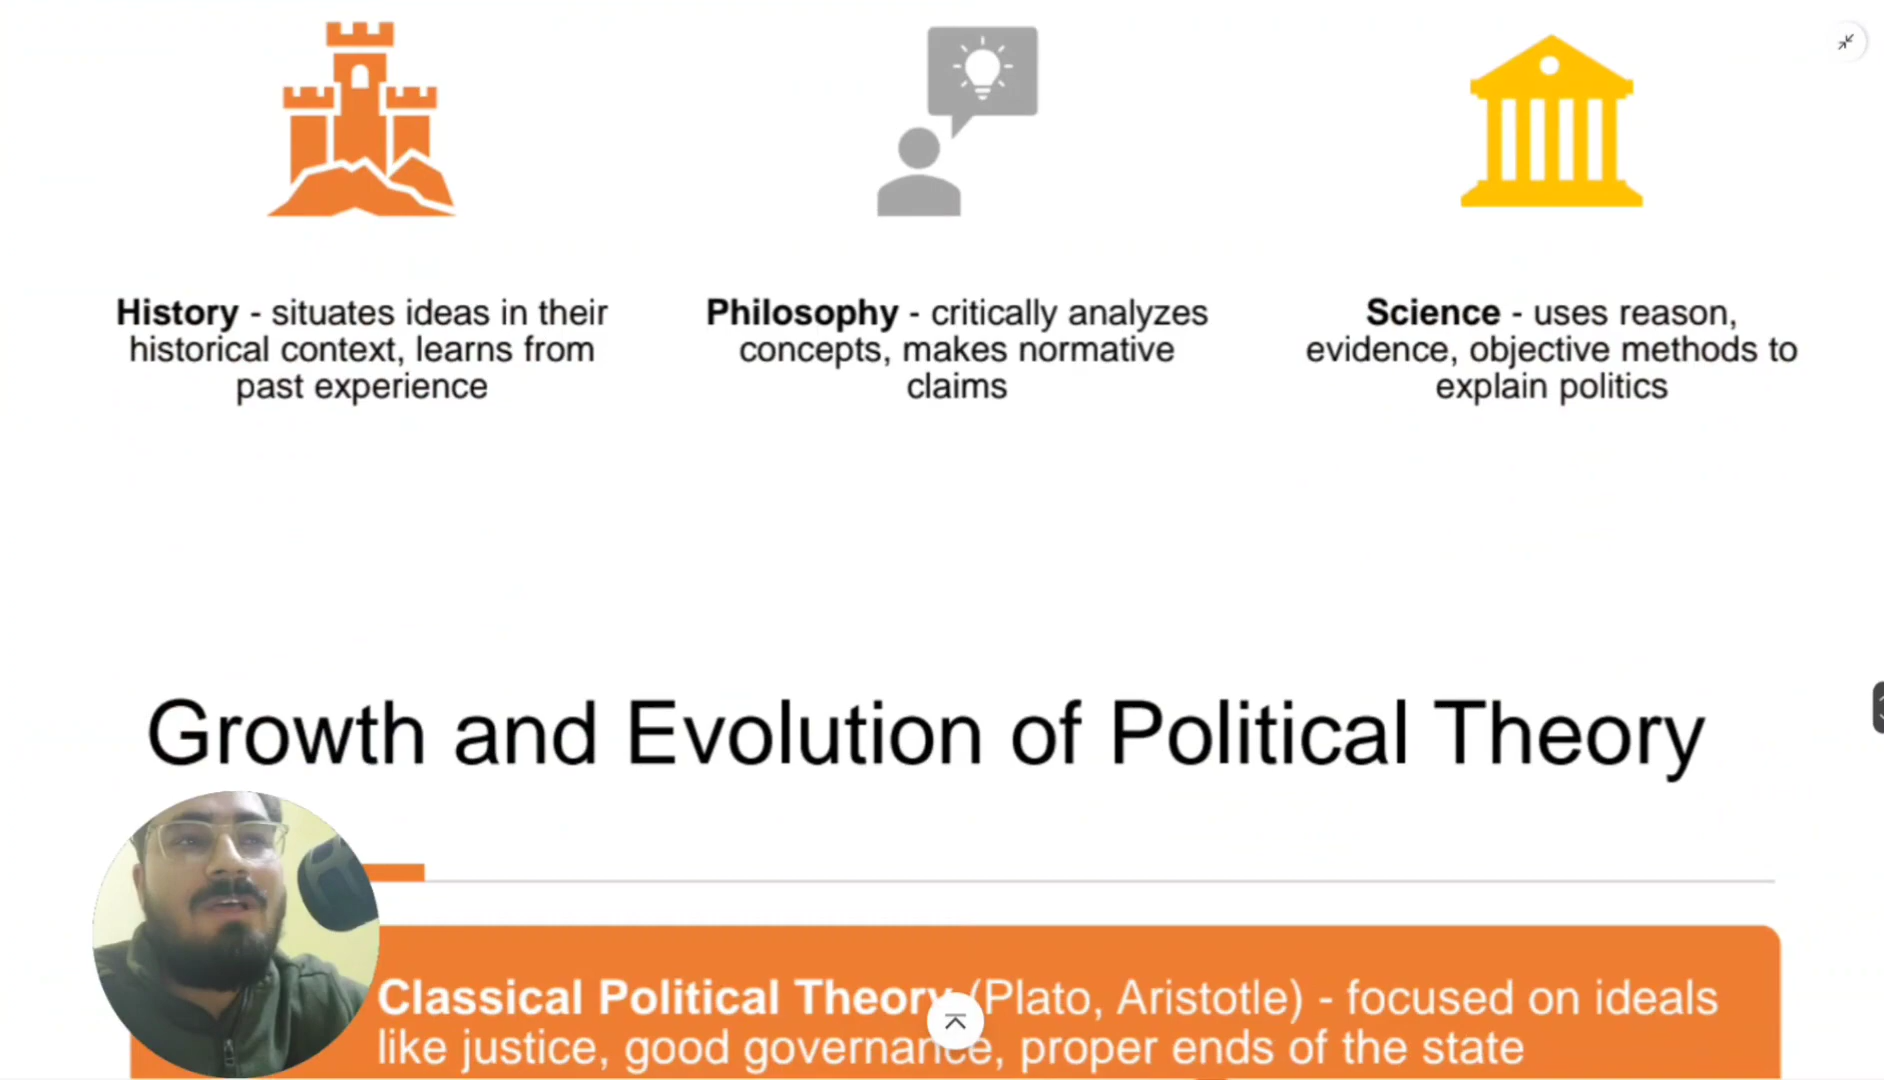 History - situates ideas in their
historical context, learns from
past experience
Philosophy - critically analyzes
concepts, makes normative
claims
Science - uses reason,
evidence, objective methods to
explain politics
Growth and Evolution of Political Theory
Classical Political Theory (Plato, Aristotle) - focused on ideals
like justice, good governance, proper ends of the state